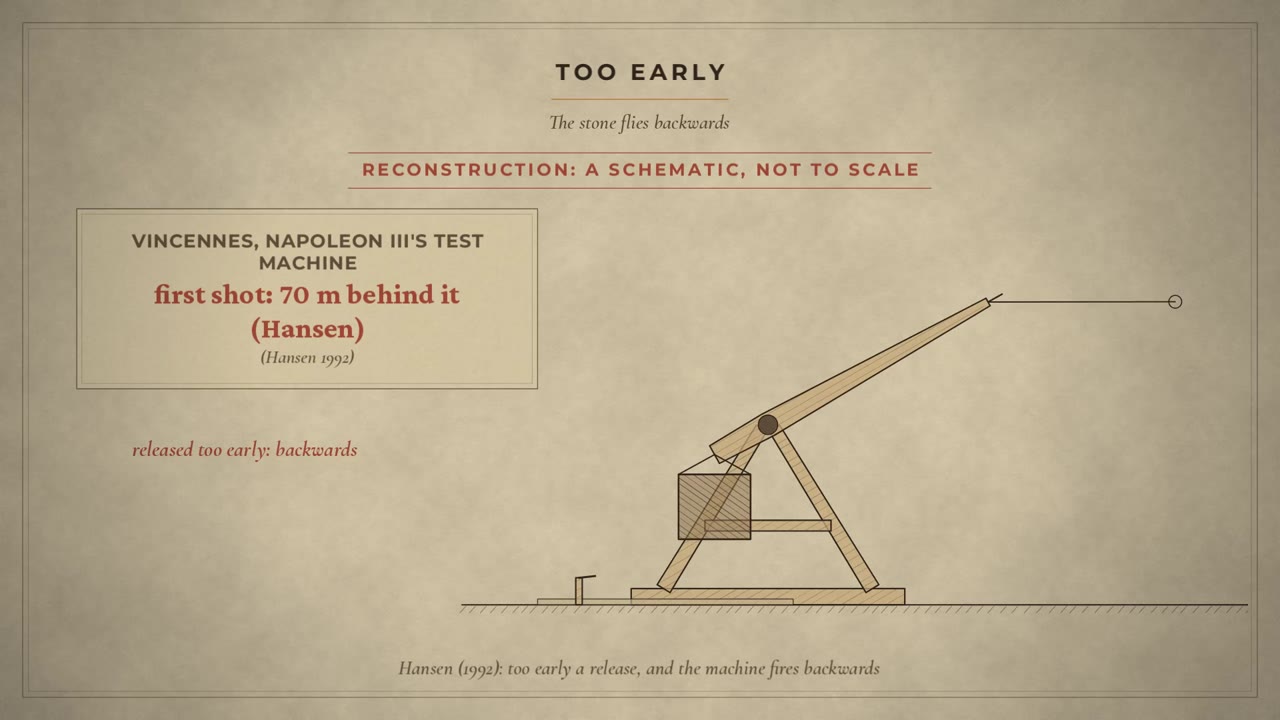 TOO EARLY
The stone flies backwards
RECONSTRUCTION: A SCHEMATIC, NOT TO SCALE
VINCENNES, NAPOLEON III'S TEST
MACHINE
first shot: 70 m behind it
(Hansen)
(Hansen 1992)
released too early: backwards
Hansen (1992): too early a release, and the machine fires backwards